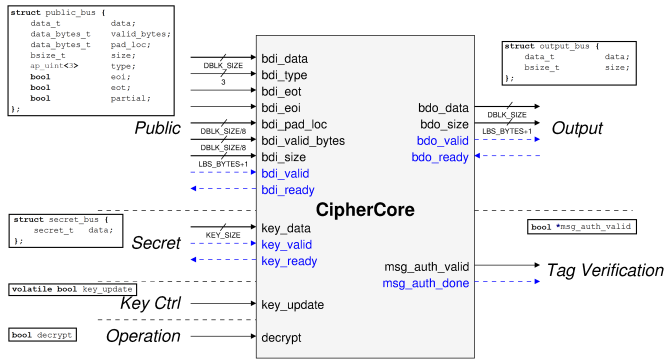 struct public_bus {
data_t data;
data_bytes_t valid_bytes;
data_bytes_t pad_loc;
bsize_t size;
ap_uint<3> type;
bool eoi;
bool eot;
bool partial;
};
Public
DBLK_SIZE
3
DBLK_SIZE/8
DBLK_SIZE/8
LBS_BYTES+1
bdi_data
bdi_type
bdi_eot
bdi_eoi
bdi_pad_loc
bdi_valid_bytes
bdi_size
bdi_valid
bdi_ready
struct output_bus {
data_t data;
bsize_t size;
};
bdo_data
bdo_size
bdo_valid
bdo_ready
DBLK_SIZE
LBS_BYTES+1
Output
CipherCore
struct secret_bus {
secret_t data;
};
Secret
KEY_SIZE
key_data
key_valid
key_ready
bool *msg_auth_valid
msg_auth_valid
msg_auth_done
Tag Verification
volatile bool key_update
Key Ctrl
key_update
bool decrypt
Operation
decrypt